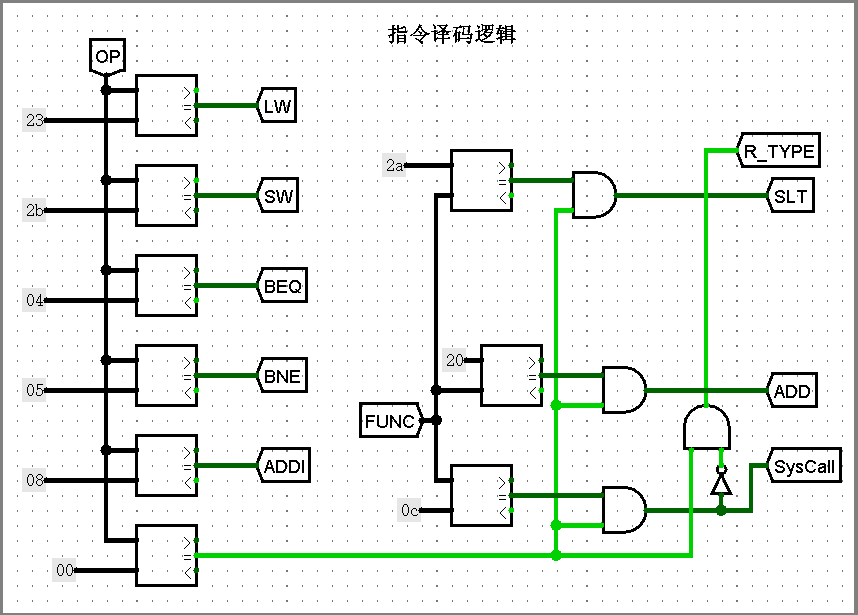 指令译码逻辑
OP
23
> = <
LW
2b
> = <
SW
04
> = <
BEQ
05
> = <
BNE
08
> = <
ADDI
00
> = <
2a
> = <
R_TYPE
SLT
20
> = <
ADD
FUNC
0c
> = <
SysCall